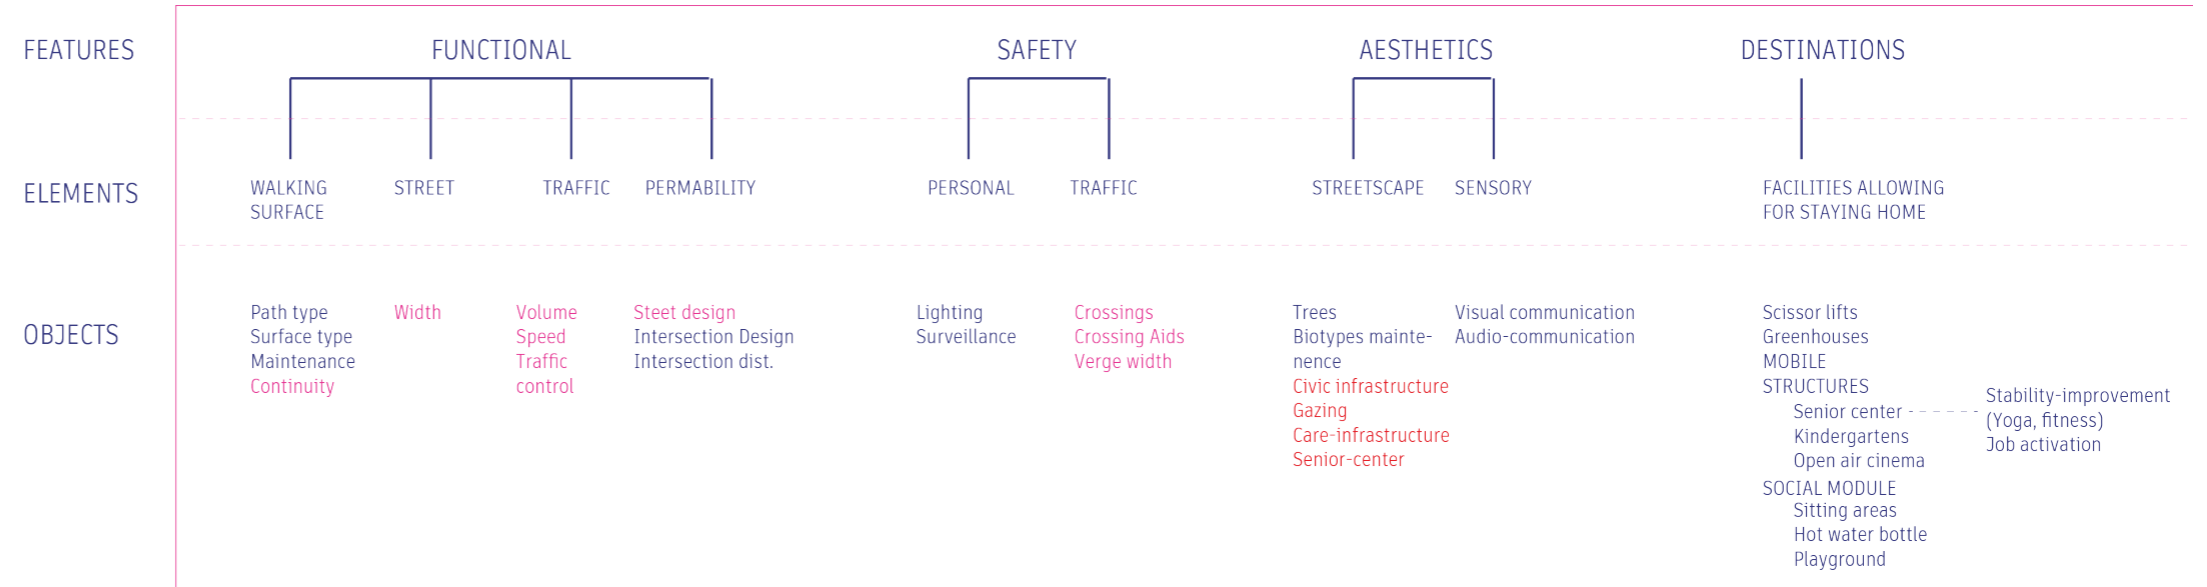 FEATURES
FUNCTIONAL
SAFETY
AESTHETICS
DESTINATIONS
ELEMENTS
WALKING
SURFACE
STREET
TRAFFIC
PERMABILITY
PERSONAL
TRAFFIC
STREETSCAPE
SENSORY
FACILITIES ALLOWING
FOR STAYING HOME
OBJECTS
Path type
Surface type
Maintenance
Continuity
Width
Volume
Speed
Traffic
control
Steet design
Intersection Design
Intersection dist.
Lighting
Surveillance
Crossings
Crossing Aids
Verge width
Trees
Biotypes mainte-
nence
Civic infrastructure
Gazing
Care-infrastructure
Senior-center
Visual communication
Audio-communication
Scissor lifts
Greenhouses
MOBILE
STRUCTURES
Senior center
Kindergartens
Open air cinema
SOCIAL MODULE
Sitting areas
Hot water bottle
Playground
Stability-improvement
(Yoga, fitness)
Job activation